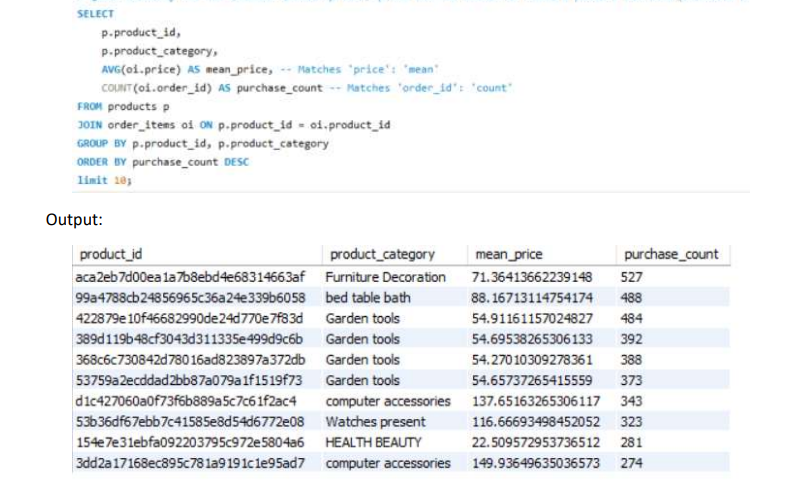 SELECT
p.product_id,
p.product_category,
AVG(oi.price) AS mean_price, -- Matches 'price': 'mean'
COUNT(oi.order_id) AS purchase_count -- Matches 'order_id': 'count'
FROM products p
JOIN order_items oi ON p.product_id = oi.product_id
GROUP BY p.product_id, p.product_category
ORDER BY purchase_count DESC
limit 10;
Output:
product_id product_category mean_price purchase_count
aca2eb7d00ea1a7b8ebd4e68314663af Furniture Decoration 71.36413662239148 527
99a4788cb24856965c36a24e339b6058 bed table bath 88.16713114754174 488
422879e10f46682990de24d770e7f83d Garden tools 54.91161157024827 484
389d119b48cf3043d311335e499d9c6b Garden tools 54.69538265306133 392
368c6c730842d78016ad823897a372db Garden tools 54.27010309278361 388
53759a2ecddad2bb87a079a1f1519f73 Garden tools 54.65737265415559 373
d1c427060a0f73f6b889a5c7c61f2ac4 computer accessories 137.65163265306117 343
53b36df67ebb7c41585e8d54d6772e08 Watches present 116.66693498452052 323
154e7e31ebfa092203795c972e5804a6 HEALTH BEAUTY 22.509572953736512 281
3dd2a17168ec895c781a9191c1e95ad7 computer accessories 149.93649635036573 274